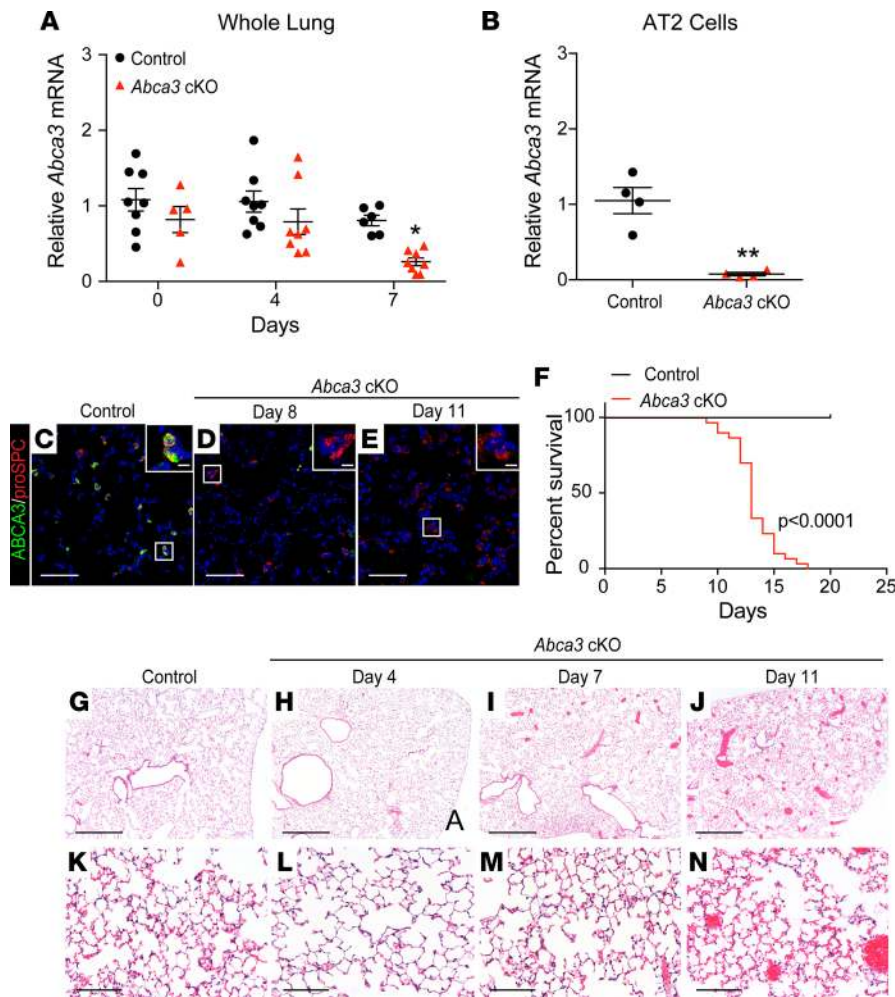 A Whole Lung
Control
Abca3 cKO
Relative Abca3 mRNA
3
2
1
0
0 4 7
*
Days
B AT2 Cells
Relative Abca3 mRNA
3
2
1
0
**
Control Abca3 cKO
Abca3 cKO
Control Day 8 Day 11
C D E
ABCA3/proSPC
F
Control
Abca3 cKO
Percent survival
100
50
0
p<0.0001
0 5 10 15 20 25
Days
Abca3 cKO
Control Day 4 Day 7 Day 11
G H I J
A
K L M N